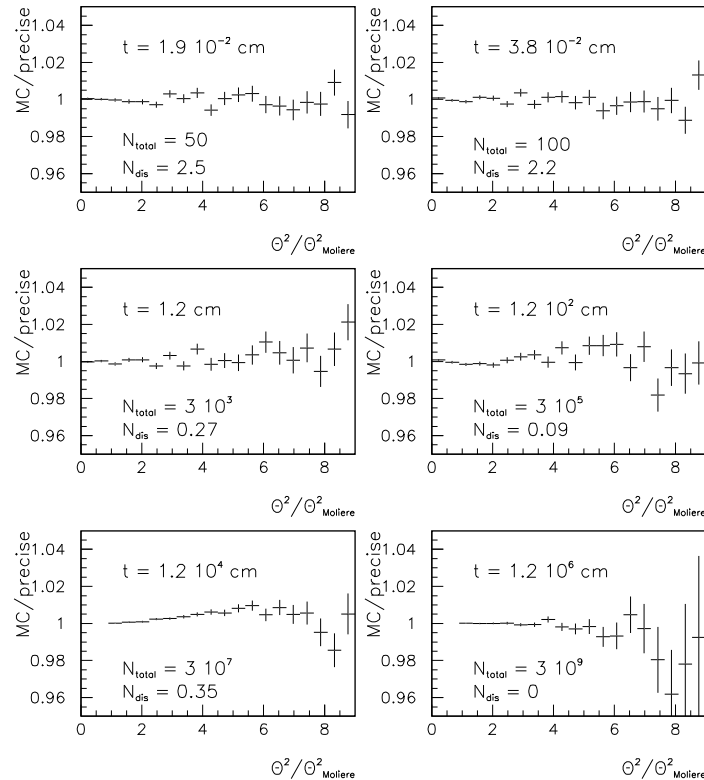 MC/precise
1.04
1.02
1
0.98
0.96
t = 1.9 10⁻² cm
N_total = 50
N_dis = 2.5
0 2 4 6 8
Θ²/Θ²_Moliere
MC/precise
1.04
1.02
1
0.98
0.96
t = 3.8 10⁻² cm
N_total = 100
N_dis = 2.2
0 2 4 6 8
Θ²/Θ²_Moliere
MC/precise
1.04
1.02
1
0.98
0.96
t = 1.2 cm
N_total = 3 10³
N_dis = 0.27
0 2 4 6 8
Θ²/Θ²_Moliere
MC/precise
1.04
1.02
1
0.98
0.96
t = 1.2 10² cm
N_total = 3 10⁵
N_dis = 0.09
0 2 4 6 8
Θ²/Θ²_Moliere
MC/precise
1.04
1.02
1
0.98
0.96
t = 1.2 10⁴ cm
N_total = 3 10⁷
N_dis = 0.35
0 2 4 6 8
Θ²/Θ²_Moliere
MC/precise
1.04
1.02
1
0.98
0.96
t = 1.2 10⁶ cm
N_total = 3 10⁹
N_dis = 0
0 2 4 6 8
Θ²/Θ²_Moliere